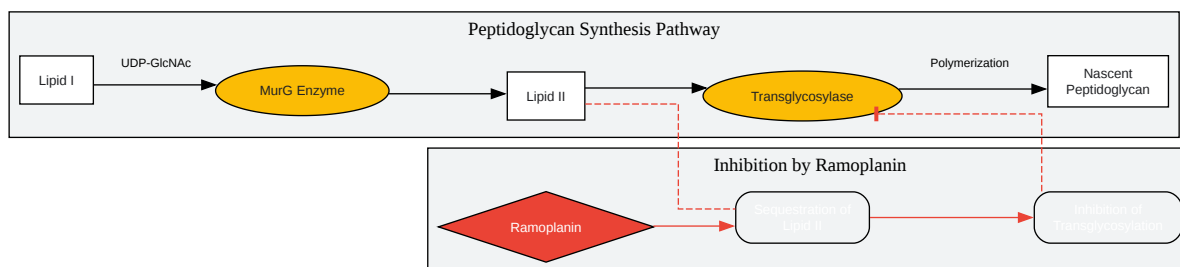 Peptidoglycan Synthesis Pathway
Lipid I
UDP-GlcNAc
MurG Enzyme
Lipid II
Transglycosylase
Polymerization
Nascent
Peptidoglycan
Inhibition by Ramoplanin
Ramoplanin
Sequestration of
Lipid II
Inhibition of
Transglycosylation